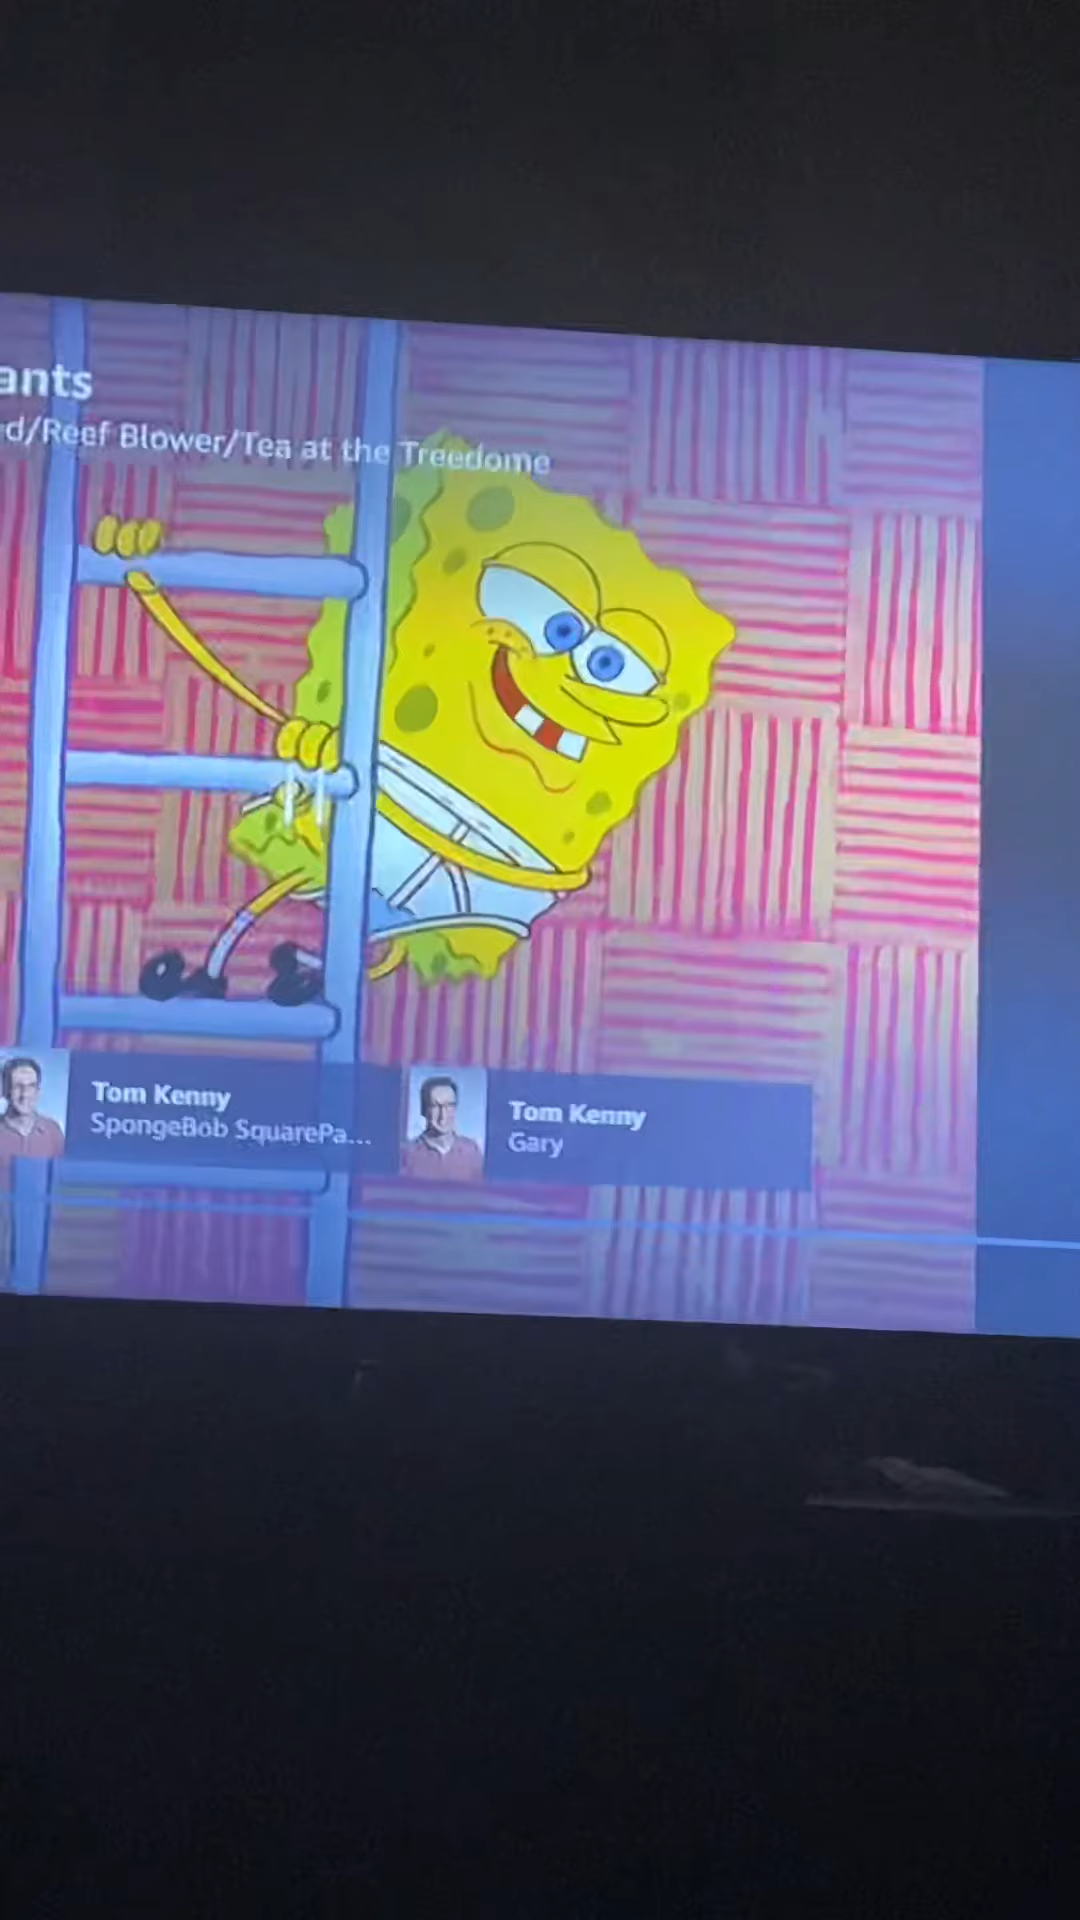 ants
d/Reef Blower/Tea at the Treedome
Tom Kenny
SpongeBob SquarePa...
Tom Kenny
Gary